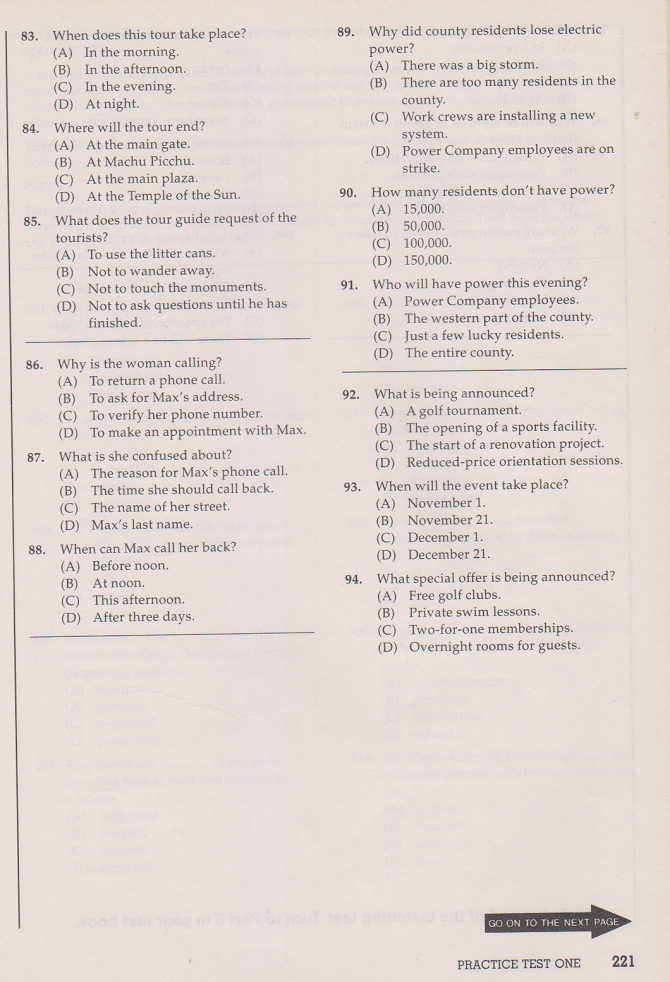 83. When does this tour take place?
(A) In the morning.
(B) In the afternoon.
(C) In the evening.
(D) At night.
84. Where will the tour end?
(A) At the main gate.
(B) At Machu Picchu.
(C) At the main plaza.
(D) At the Temple of the Sun.
85. What does the tour guide request of the
tourists?
(A) To use the litter cans.
(B) Not to wander away.
(C) Not to touch the monuments.
(D) Not to ask questions until he has
finished.
86. Why is the woman calling?
(A) To return a phone call.
(B) To ask for Max's address.
(C) To verify her phone number.
(D) To make an appointment with Max.
87. What is she confused about?
(A) The reason for Max's phone call.
(B) The time she should call back.
(C) The name of her street.
(D) Max's last name.
88. When can Max call her back?
(A) Before noon.
(B) At noon.
(C) This afternoon.
(D) After three days.
89. Why did county residents lose electric
power?
(A) There was a big storm.
(B) There are too many residents in the
county.
(C) Work crews are installing a new
system.
(D) Power Company employees are on
strike.
90. How many residents don't have power?
(A) 15,000.
(B) 50,000.
(C) 100,000.
(D) 150,000.
91. Who will have power this evening?
(A) Power Company employees.
(B) The western part of the county.
(C) Just a few lucky residents.
(D) The entire county.
92. What is being announced?
(A) A golf tournament.
(B) The opening of a sports facility.
(C) The start of a renovation project.
(D) Reduced-price orientation sessions.
93. When will the event take place?
(A) November 1.
(B) November 21.
(C) December 1.
(D) December 21.
94. What special offer is being announced?
(A) Free golf clubs.
(B) Private swim lessons.
(C) Two-for-one memberships.
(D) Overnight rooms for guests.
GO ON TO THE NEXT PAGE
PRACTICE TEST ONE 221